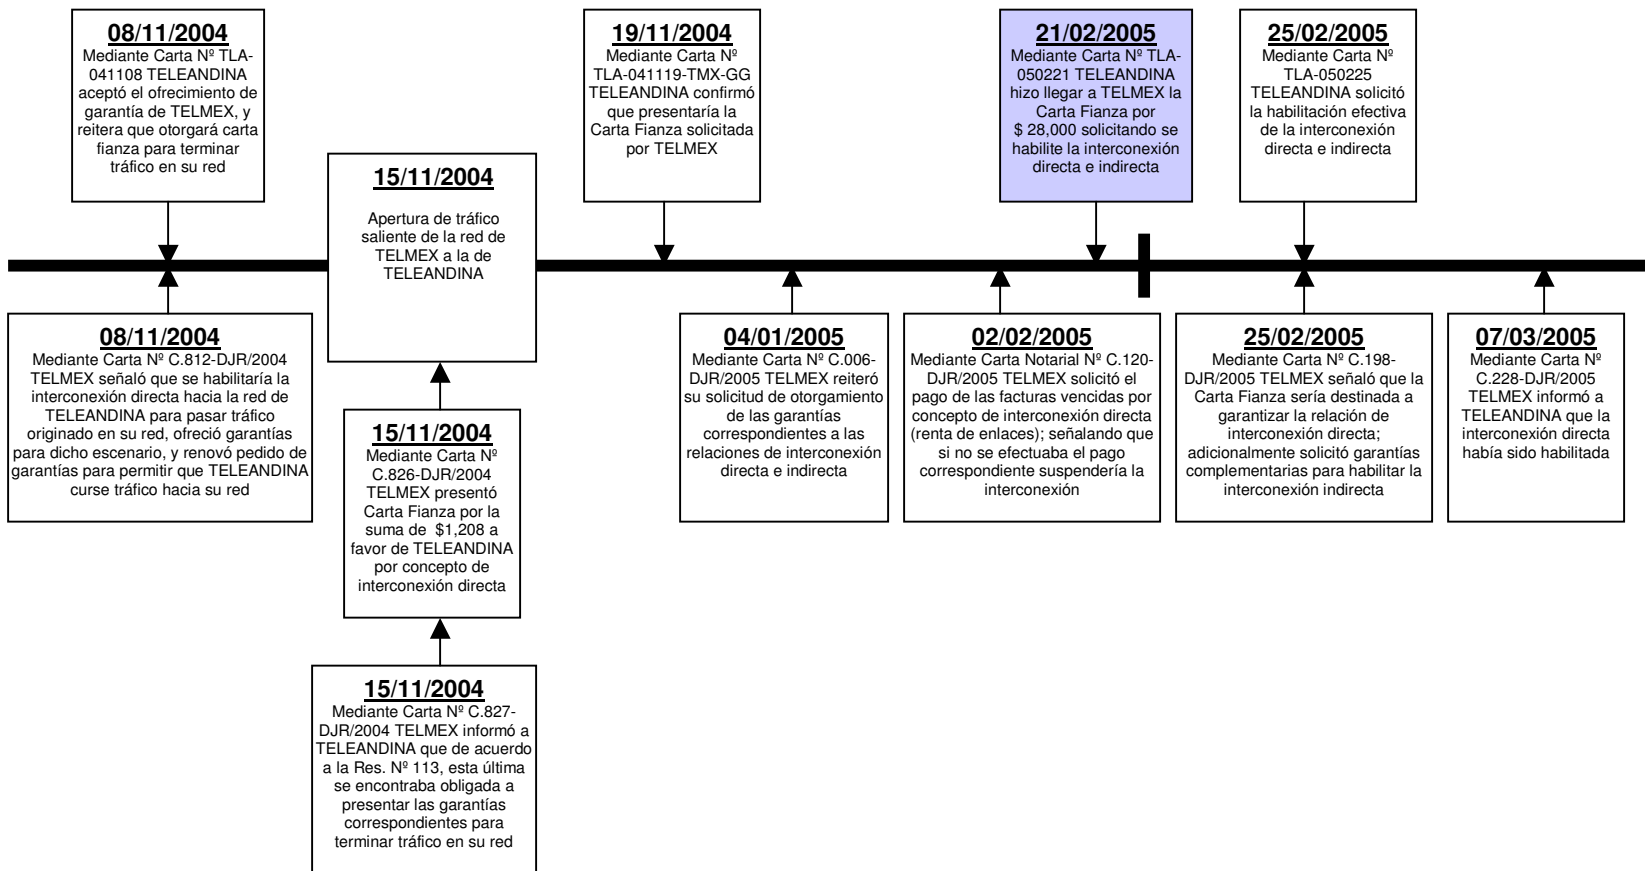 08/11/2004
Mediante Carta Nº TLA-
041108 TELEANDINA
aceptó el ofrecimiento de
garantía de TELMEX, y
reitera que otorgará carta
fianza para terminar
tráfico en su red
19/11/2004
Mediante Carta Nº
TLA-041119-TMX-GG
TELEANDINA confirmó
que presentaría la
Carta Fianza solicitada
por TELMEX
21/02/2005
Mediante Carta Nº TLA-
050221 TELEANDINA
hizo llegar a TELMEX la
Carta Fianza por
$ 28,000 solicitando se
habilite la interconexión
directa e indirecta
25/02/2005
Mediante Carta Nº
TLA-050225
TELEANDINA solicitó
la habilitación efectiva
de la interconexión
directa e indirecta
15/11/2004
Apertura de tráfico
saliente de la red de
TELMEX a la de
TELEANDINA
08/11/2004
Mediante Carta Nº C.812-DJR/2004
TELMEX señaló que se habilitaría la
interconexión directa hacia la red de
TELEANDINA para pasar tráfico
originado en su red, ofreció garantías
para dicho escenario, y renovó pedido de
garantías para permitir que TELEANDINA
curse tráfico hacia su red
04/01/2005
Mediante Carta Nº C.006-
DJR/2005 TELMEX reiteró
su solicitud de otorgamiento
de las garantías
correspondientes a las
relaciones de interconexión
directa e indirecta
02/02/2005
Mediante Carta Notarial Nº C.120-
DJR/2005 TELMEX solicitó el
pago de las facturas vencidas por
concepto de interconexión directa
(renta de enlaces); señalando que
si no se efectuaba el pago
correspondiente suspendería la
interconexión
25/02/2005
Mediante Carta Nº C.198-
DJR/2005 TELMEX señaló que la
Carta Fianza sería destinada a
garantizar la relación de
interconexión directa;
adicionalmente solicitó garantías
complementarias para habilitar la
interconexión indirecta
07/03/2005
Mediante Carta Nº
C.228-DJR/2005
TELMEX informó a
TELEANDINA que la
interconexión directa
había sido habilitada
15/11/2004
Mediante Carta Nº
C.826-DJR/2004
TELMEX presentó
Carta Fianza por la
suma de $1,208 a
favor de TELEANDINA
por concepto de
interconexión directa
15/11/2004
Mediante Carta Nº C.827-
DJR/2004 TELMEX informó a
TELEANDINA que de acuerdo
a la Res. Nº 113, esta última
se encontraba obligada a
presentar las garantías
correspondientes para
terminar tráfico en su red